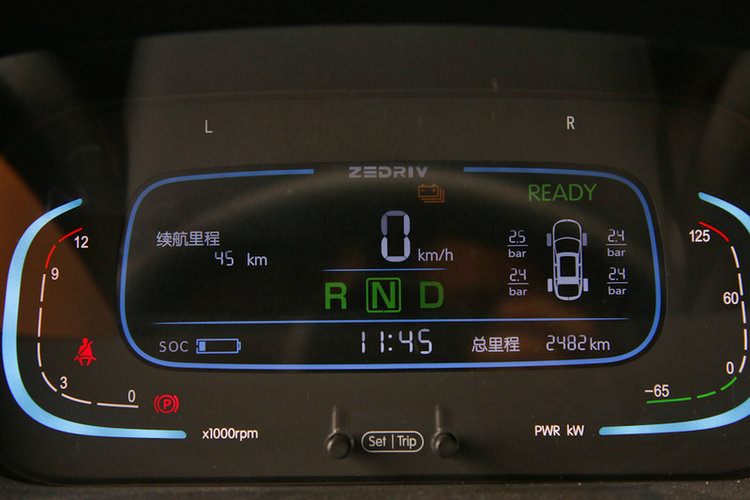 L
R
ZEDRIV
READY
续航里程
45 km
0 km/h
2.5 bar
2.4 bar
2.4 bar
2.4 bar
R N D
SOC
11:45
总里程 2482 km
12
9
3
0
x1000rpm
P
Set | Trip
125
60
0
-65
PWR kW